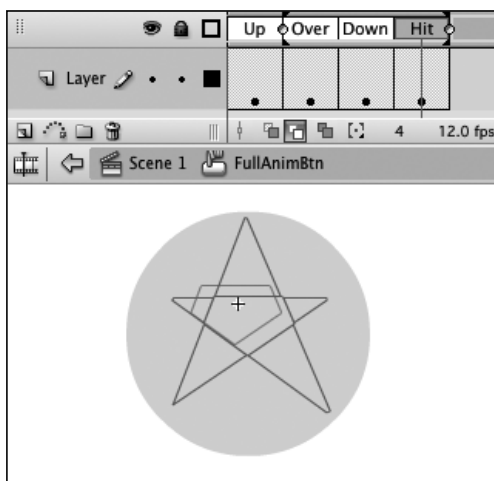 Up Over Down Hit
Layer
4 12.0 fps
Scene 1 FullAnimBtn